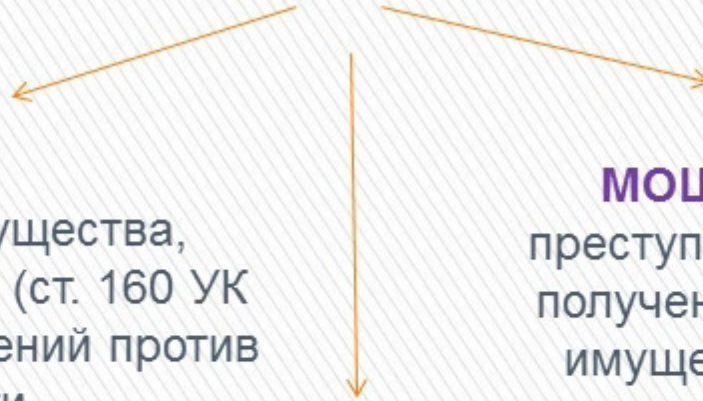 ущества,
(ст. 160 УК
ений против
МОШ
преступ
получен
имуще